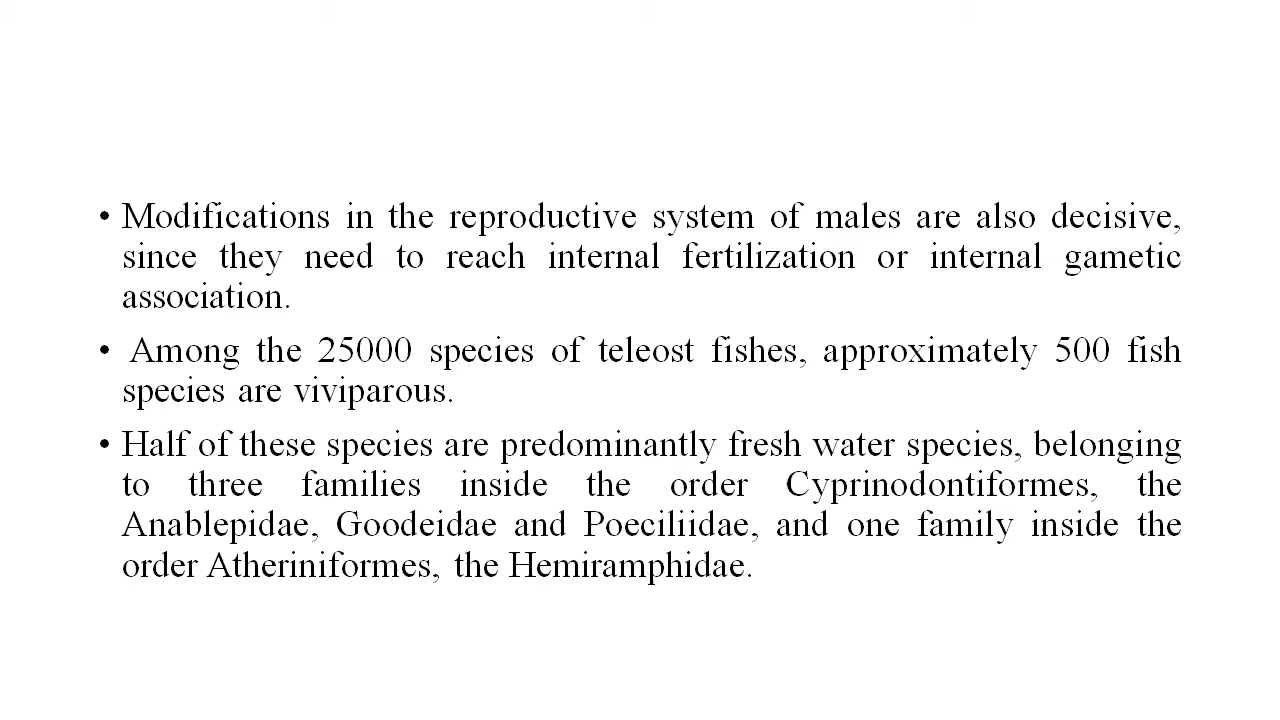 • Modifications in the reproductive system of males are also decisive,
since they need to reach internal fertilization or internal gametic
association.
• Among the 25000 species of teleost fishes, approximately 500 fish
species are viviparous.
• Half of these species are predominantly fresh water species, belonging
to three families inside the order Cyprinodontiformes, the
Anablepidae, Goodeidae and Poeciliidae, and one family inside the
order Atheriniformes, the Hemiramphidae.